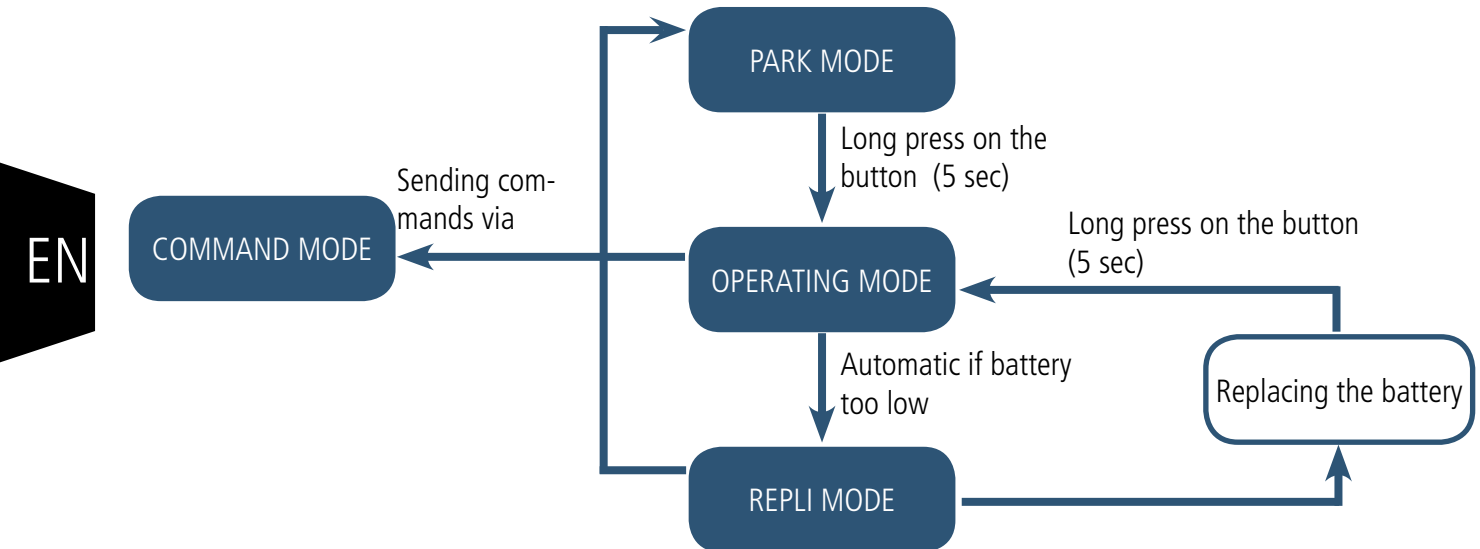 PARK MODE
Long press on the
button (5 sec)
Sending com-
mands via
COMMAND MODE
EN
Long press on the button
(5 sec)
OPERATING MODE
Automatic if battery
too low
Replacing the battery
REPLI MODE